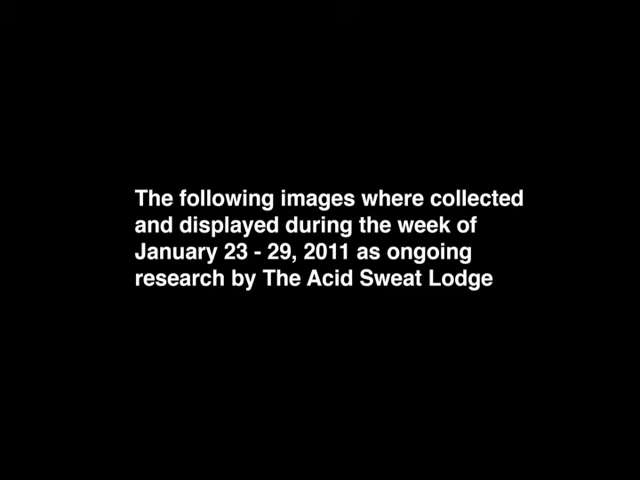 The following images where collected
and displayed during the week of
January 23 - 29, 2011 as ongoing
research by The Acid Sweat Lodge